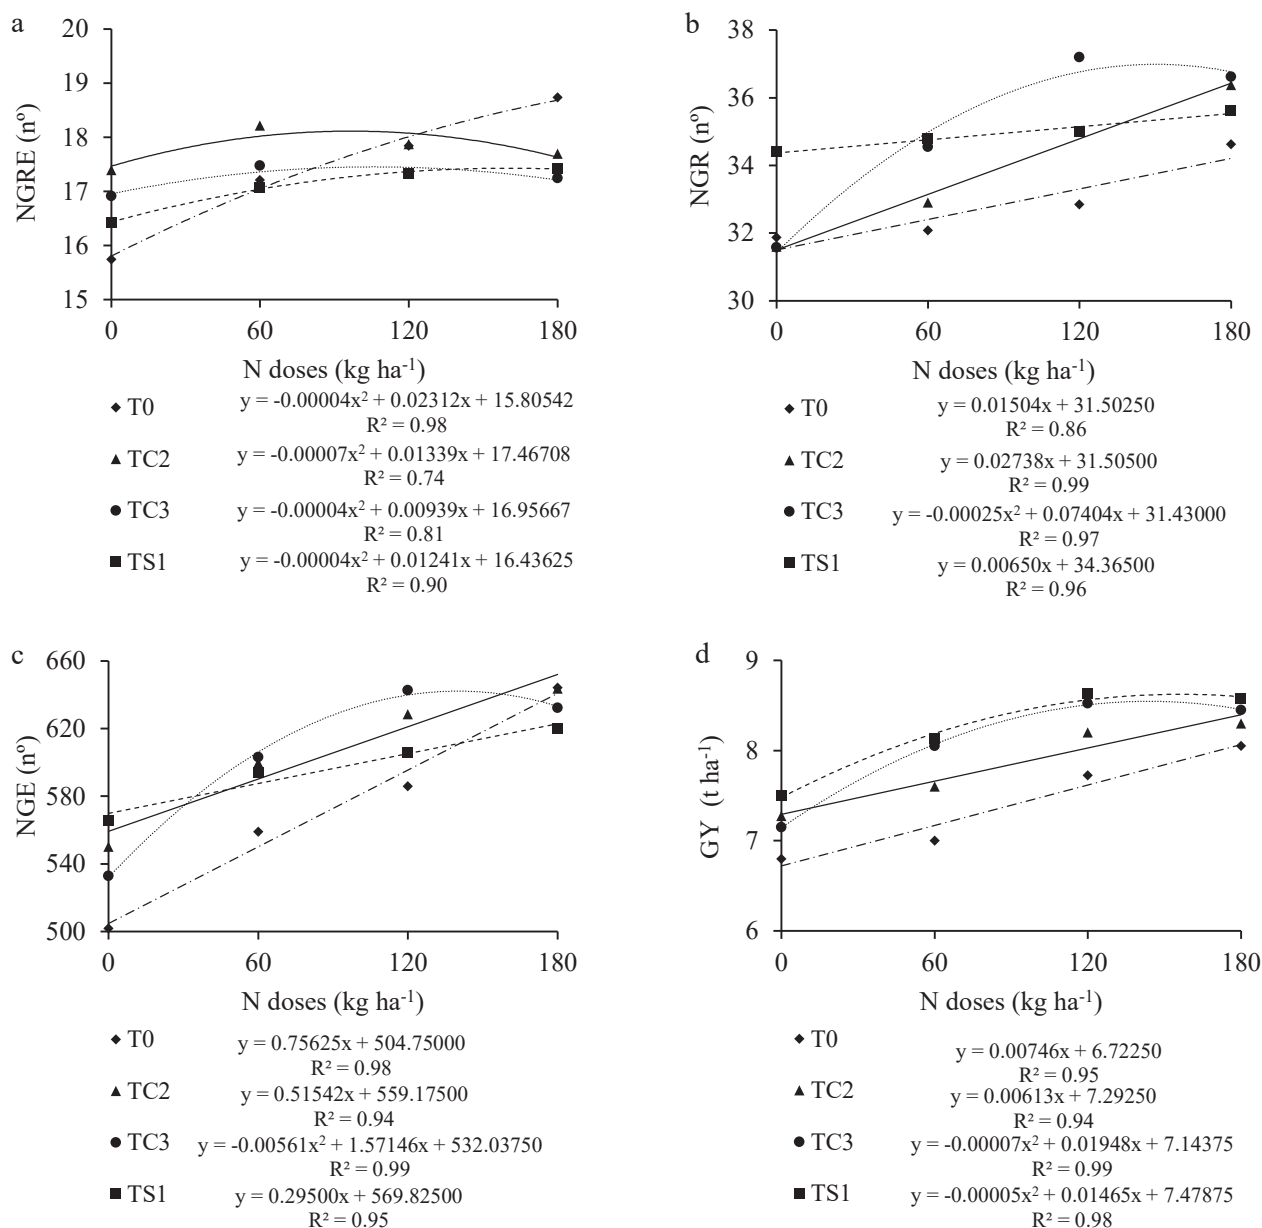 a
20
19
18
17
16
15
NGRE (nº)
0 60 120 180
N doses (kg ha⁻¹)
T0 y = -0.00004x² + 0.02312x + 15.80542
R² = 0.98
TC2 y = -0.00007x² + 0.01339x + 17.46708
R² = 0.74
TC3 y = -0.00004x² + 0.00939x + 16.95667
R² = 0.81
TS1 y = -0.00004x² + 0.01241x + 16.43625
R² = 0.90
b
38
36
34
32
30
NGR (nº)
0 60 120 180
N doses (kg ha⁻¹)
T0 y = 0.01504x + 31.50250
R² = 0.86
TC2 y = 0.02738x + 31.50500
R² = 0.99
TC3 y = -0.00025x² + 0.07404x + 31.43000
R² = 0.97
TS1 y = 0.00650x + 34.36500
R² = 0.96
c
660
620
580
540
500
NGE (nº)
0 60 120 180
N doses (kg ha⁻¹)
T0 y = 0.75625x + 504.75000
R² = 0.98
TC2 y = 0.51542x + 559.17500
R² = 0.94
TC3 y = -0.00561x² + 1.57146x + 532.03750
R² = 0.99
TS1 y = 0.29500x + 569.82500
R² = 0.95
d
9
8
7
6
GY (t ha⁻¹)
0 60 120 180
N doses (kg ha⁻¹)
T0 y = 0.00746x + 6.72250
R² = 0.95
TC2 y = 0.00613x + 7.29250
R² = 0.94
TC3 y = -0.00007x² + 0.01948x + 7.14375
R² = 0.99
TS1 y = -0.00005x² + 0.01465x + 7.47875
R² = 0.98